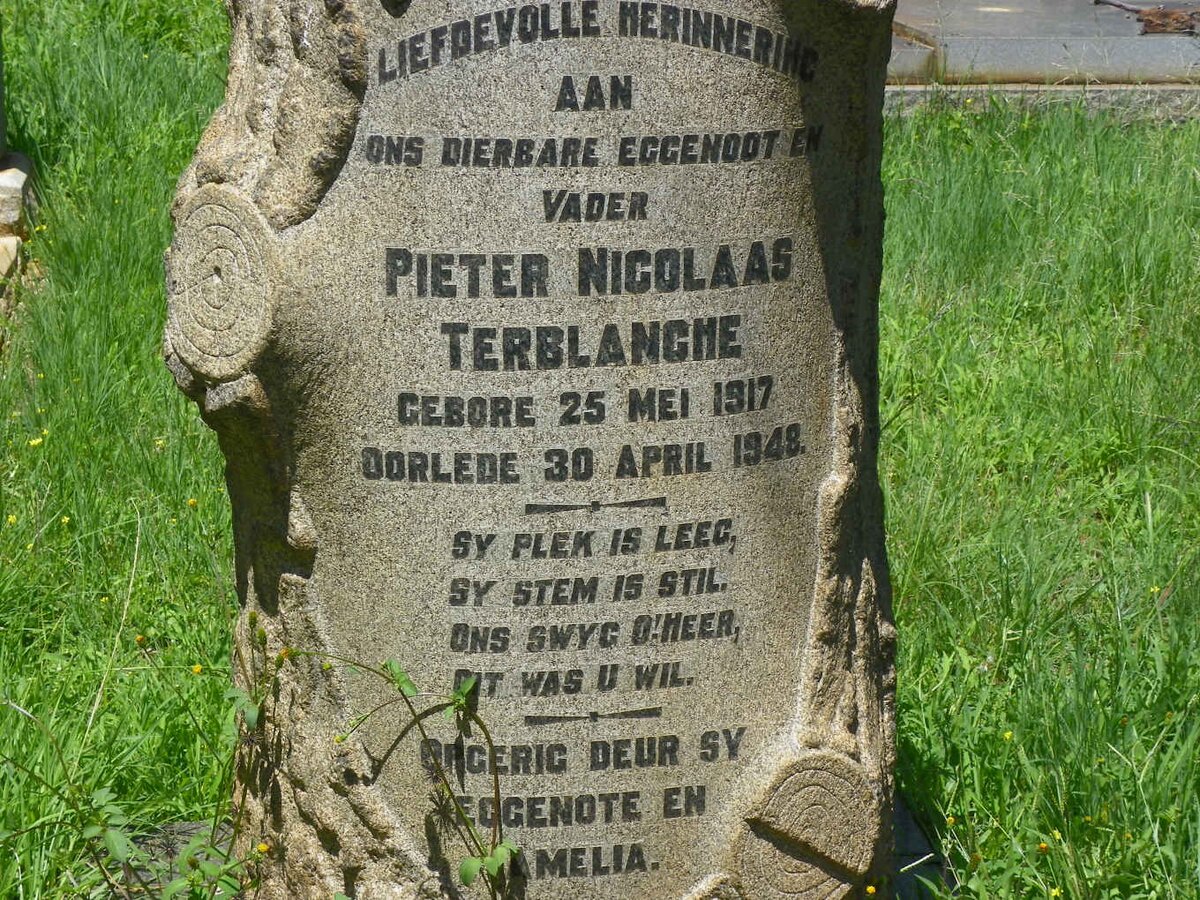 LIEFDEVOLLE HERINNERING
AAN
ONS DIERBARE EGGENOOT EN
VADER
PIETER NICOLAAS
TERBLANCHE
GEBORE 25 MEI 1917
OORLEDE 30 APRIL 1948.
SY PLEK IS LEEG,
SY STEM IS STIL.
ONS SWYG O! HEER,
DIT WAS U WIL.
OPGERIG DEUR SY
EGGENOTE EN
AMELIA.